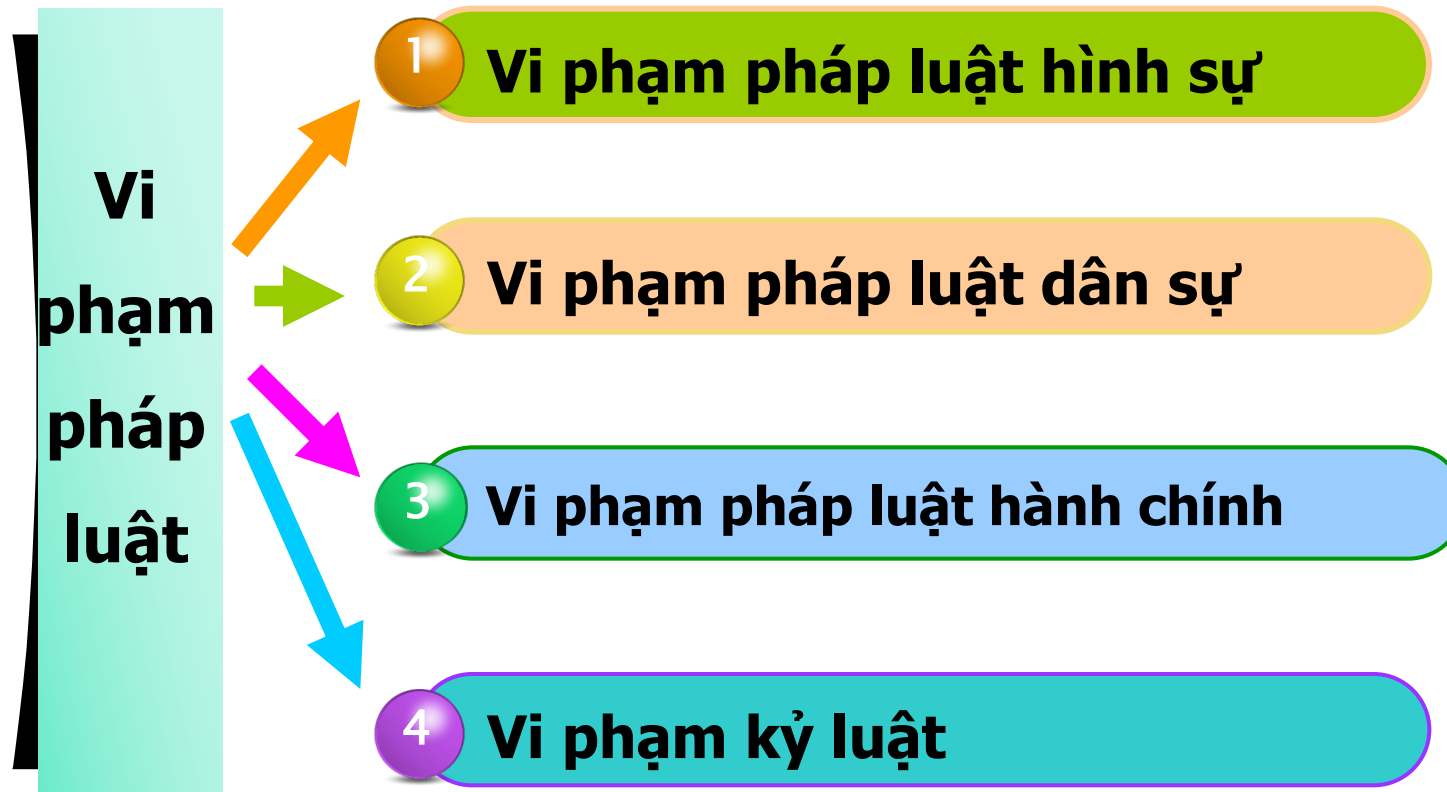 Vi
phạm
pháp
luật
1 Vi phạm pháp luật hình sự
2 Vi phạm pháp luật dân sự
3 Vi phạm pháp luật hành chính
4 Vi phạm kỷ luật